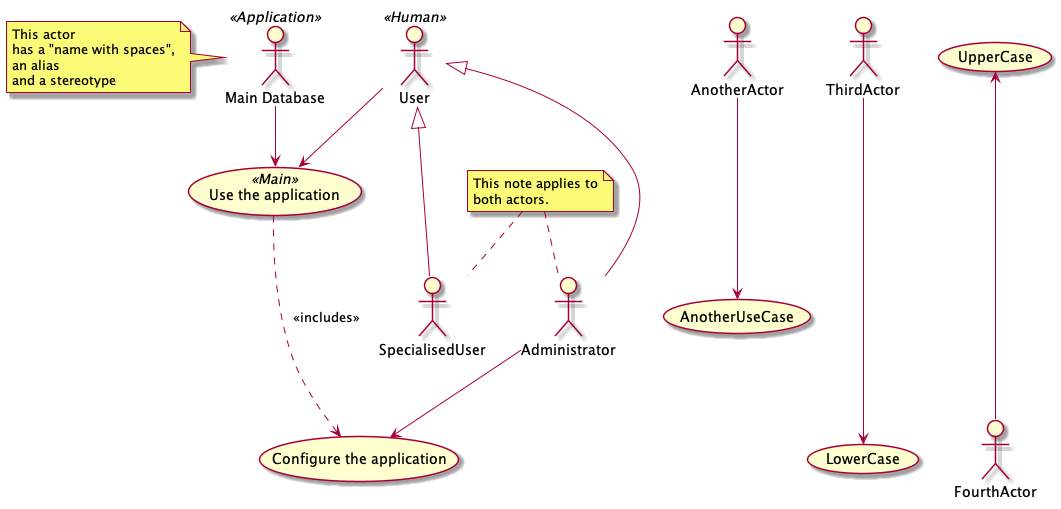 This actor
has a "name with spaces",
an alias
and a stereotype
«Application»
Main Database
«Human»
User
AnotherActor
ThirdActor
UpperCase
«Main»
Use the application
This note applies to
both actors.
«includes»
SpecialisedUser
Administrator
AnotherUseCase
Configure the application
LowerCase
FourthActor